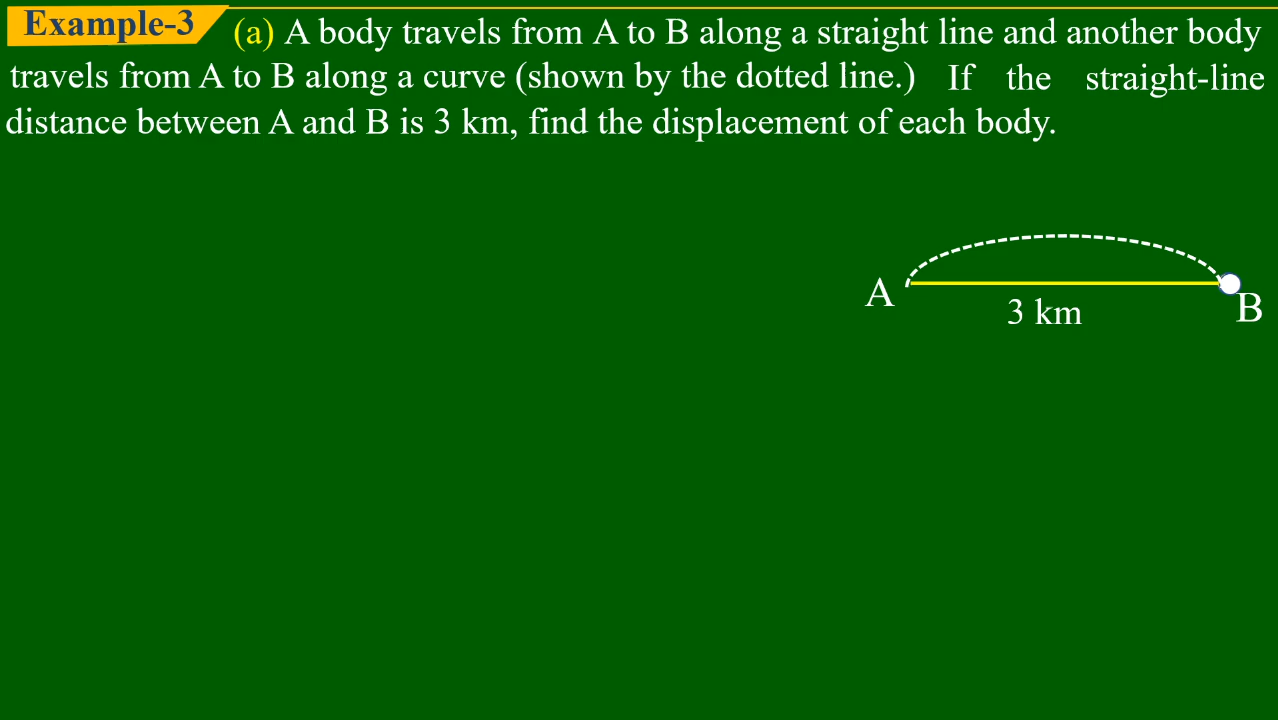 Example-3 (a) A body travels from A to B along a straight line and another body
travels from A to B along a curve (shown by the dotted line.) If the straight-line
distance between A and B is 3 km, find the displacement of each body.
A
3 km
B